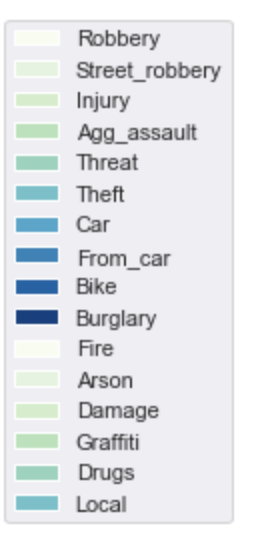 Robbery
Street_robbery
Injury
Agg_assault
Threat
Theft
Car
From_car
Bike
Burglary
Fire
Arson
Damage
Graffiti
Drugs
Local